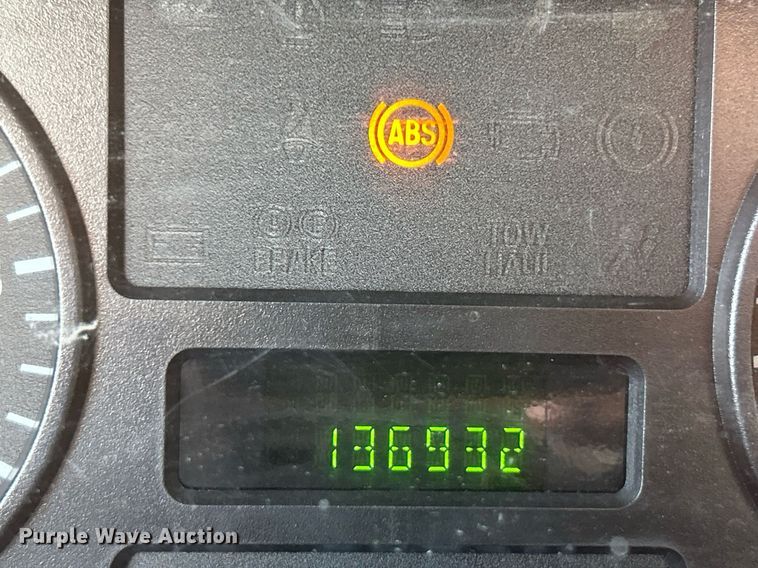 ABS
BRAKE
TOW
HAUL
136932
Purple Wave Auction